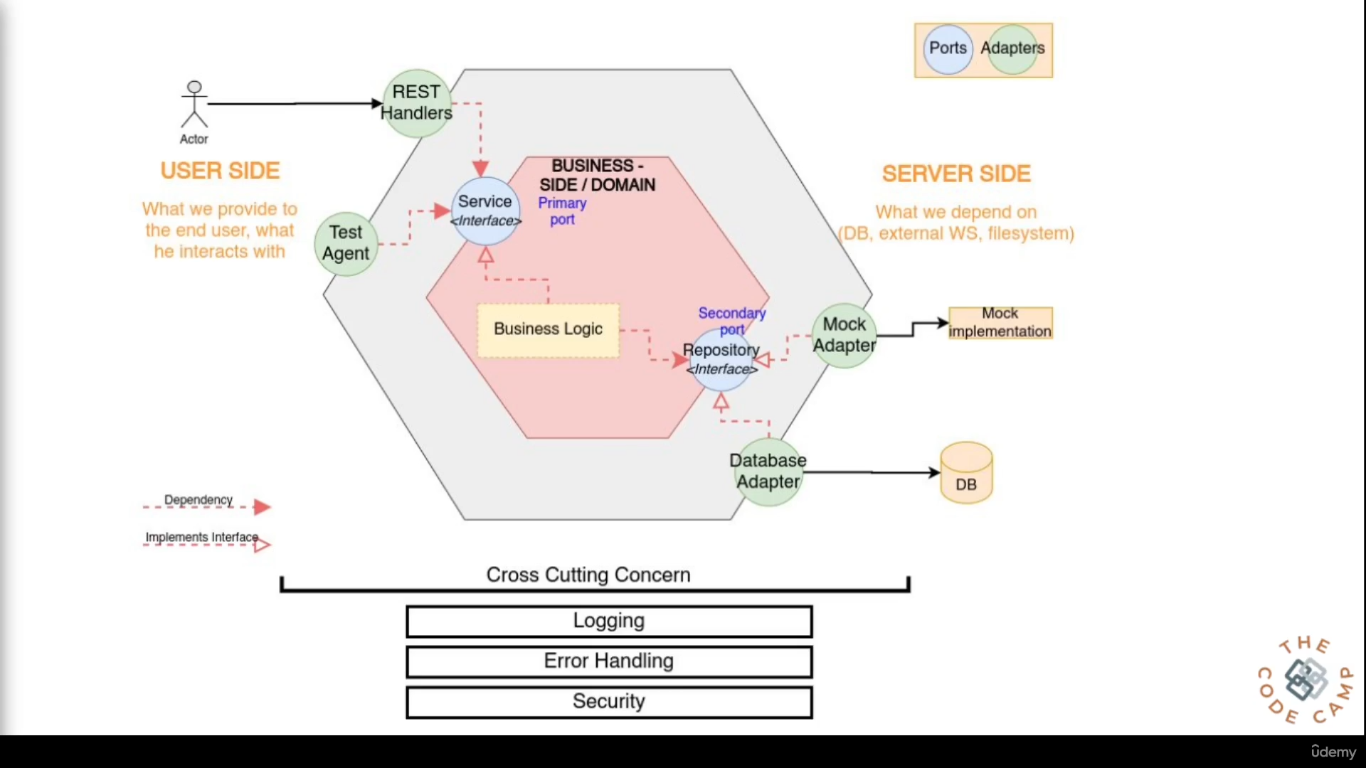 Ports
Adapters
REST
Handlers
Actor
USER SIDE
What we provide to
the end user, what
he interacts with
BUSINESS -
SIDE / DOMAIN
SERVER SIDE
What we depend on
(DB, external WS, filesystem)
Service
<Interface>
Primary
port
Test
Agent
Business Logic
Secondary
port
Repository
<Interface>
Mock
Adapter
Mock
implementation
Database
Adapter
DB
Dependency
Implements Interface
Cross Cutting Concern
Logging
Error Handling
Security
THE
CODE CAMP
ûdemy